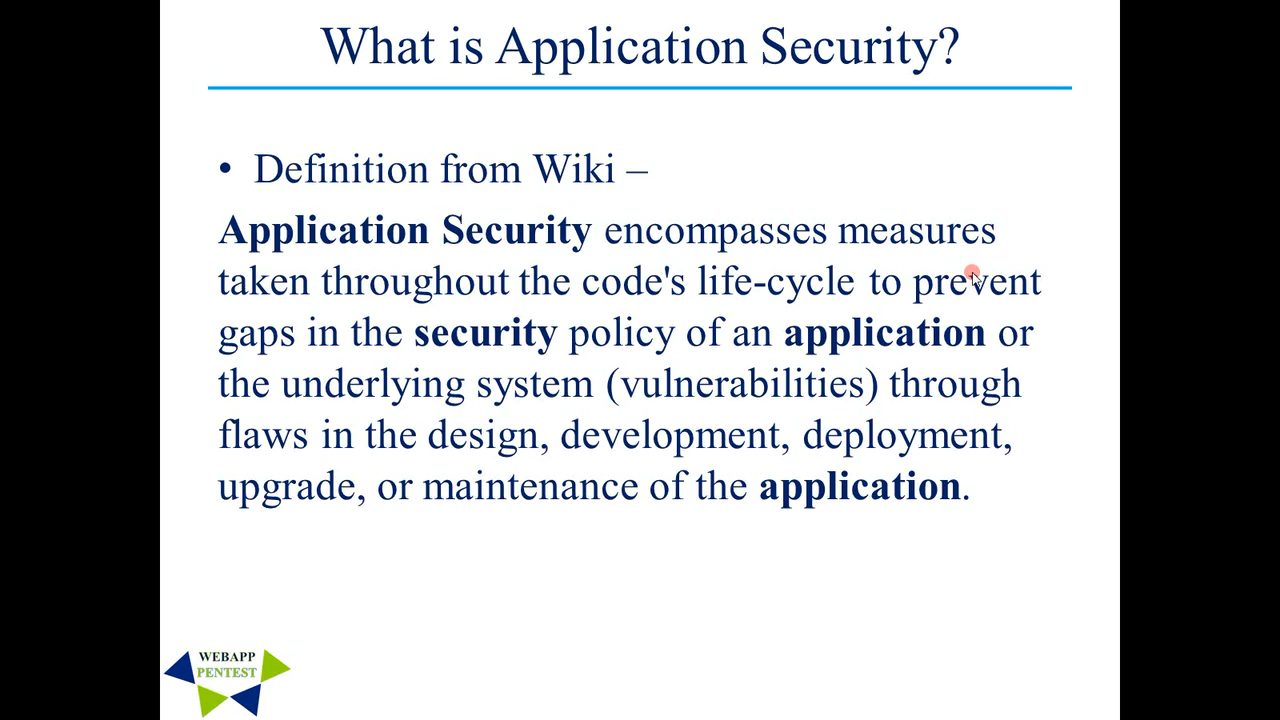 What is Application Security?
• Definition from Wiki –
Application Security encompasses measures
taken throughout the code's life-cycle to prevent
gaps in the security policy of an application or
the underlying system (vulnerabilities) through
flaws in the design, development, deployment,
upgrade, or maintenance of the application.
WEBAPP
PENTEST